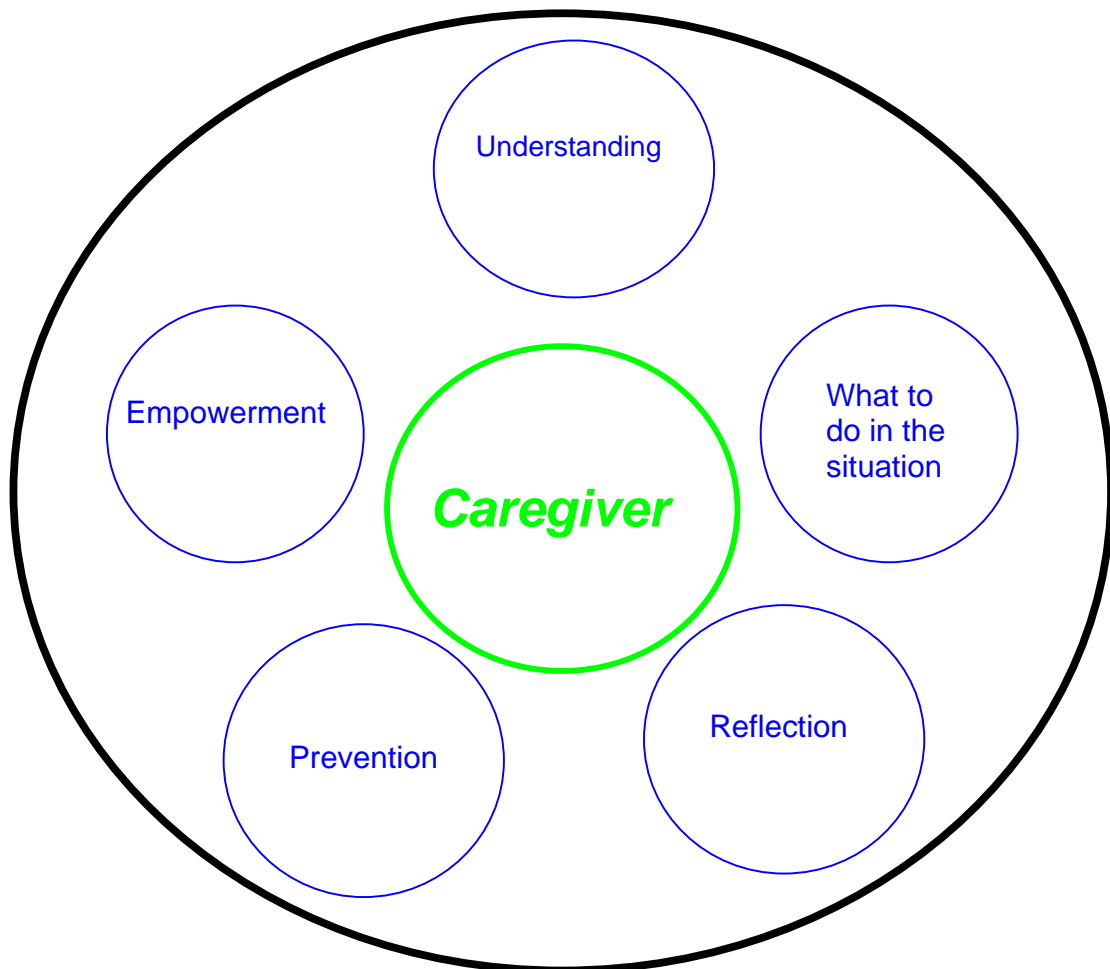 Understanding
Empowerment
What to
do in the
situation
Caregiver
Reflection
Prevention